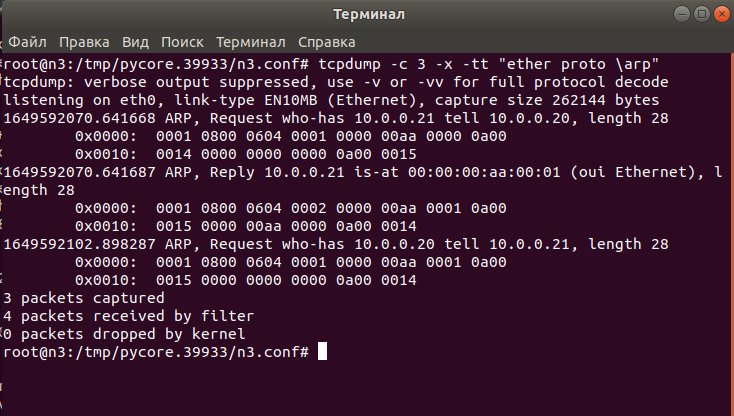 Терминал
Файл Правка Вид Поиск Терминал Справка
root@n3:/tmp/pycore.39933/n3.conf# tcpdump -c 3 -x -tt "ether proto \arp"
tcpdump: verbose output suppressed, use -v or -vv for full protocol decode
listening on eth0, link-type EN10MB (Ethernet), capture size 262144 bytes
1649592070.641668 ARP, Request who-has 10.0.0.21 tell 10.0.0.20, length 28
        0x0000:  0001 0800 0604 0001 0000 00aa 0000 0a00
        0x0010:  0014 0000 0000 0000 0a00 0015
1649592070.641687 ARP, Reply 10.0.0.21 is-at 00:00:00:aa:00:01 (oui Ethernet), l
ength 28
        0x0000:  0001 0800 0604 0002 0000 00aa 0001 0a00
        0x0010:  0015 0000 00aa 0000 0a00 0014
1649592102.898287 ARP, Request who-has 10.0.0.20 tell 10.0.0.21, length 28
        0x0000:  0001 0800 0604 0001 0000 00aa 0001 0a00
        0x0010:  0015 0000 0000 0000 0a00 0014
3 packets captured
4 packets received by filter
0 packets dropped by kernel
root@n3:/tmp/pycore.39933/n3.conf#